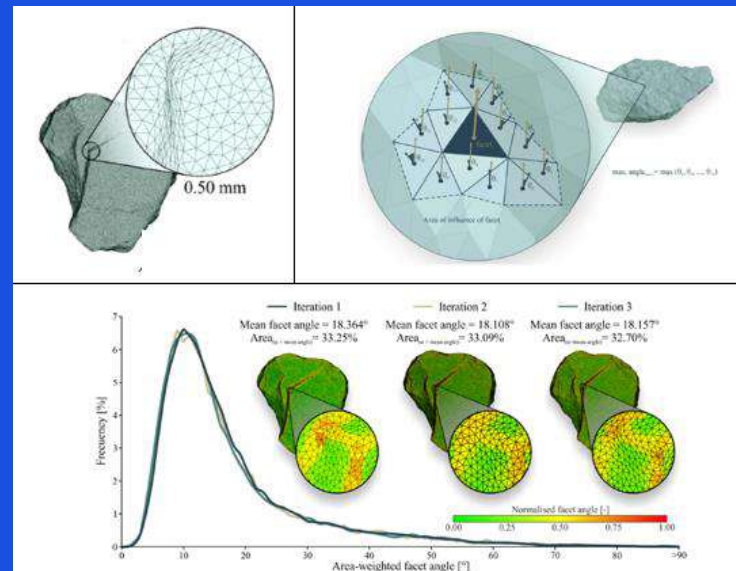 0.50 mm
facet
Area of influence of facet
Iteration 1
Mean facet angle = 18.364°
= 33.25%
Iteration 2
Mean facet angle = 18.108°
= 33.09%
Iteration 3
Mean facet angle = 18.157°
= 32.70%
Frecuency [%]
7
6
5
4
3
2
1
0
Normalised facet angle [-]
0.00 0.25 0.50 0.75 1.00
0 10 20 30 40 50 60 70 80 >90
Area-weighted facet angle [°]